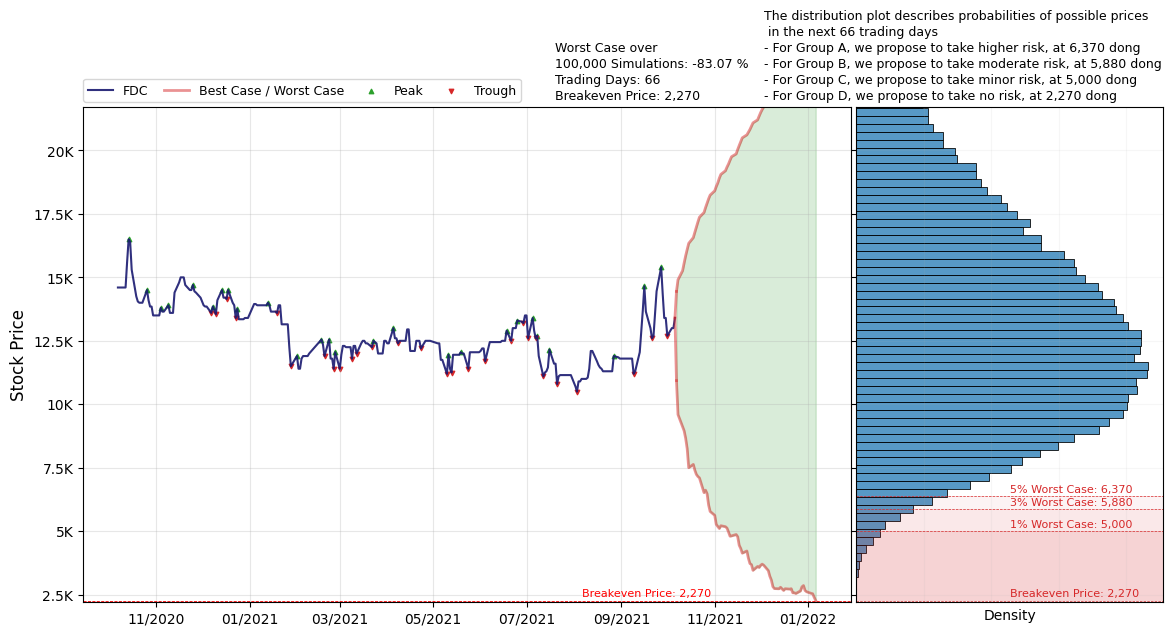 The distribution plot describes probabilities of possible prices
in the next 66 trading days
- For Group A, we propose to take higher risk, at 6,370 dong
- For Group B, we propose to take moderate risk, at 5,880 dong
- For Group C, we propose to take minor risk, at 5,000 dong
- For Group D, we propose to take no risk, at 2,270 dong
Worst Case over
100,000 Simulations: -83.07 %
Trading Days: 66
Breakeven Price: 2,270
FDC
Best Case / Worst Case
Peak
Trough
Stock Price
20K
17.5K
15K
12.5K
10K
7.5K
5K
2.5K
Breakeven Price: 2,270
11/2020
01/2021
03/2021
05/2021
07/2021
09/2021
11/2021
01/2022
5% Worst Case: 6,370
3% Worst Case: 5,880
1% Worst Case: 5,000
Breakeven Price: 2,270
Density